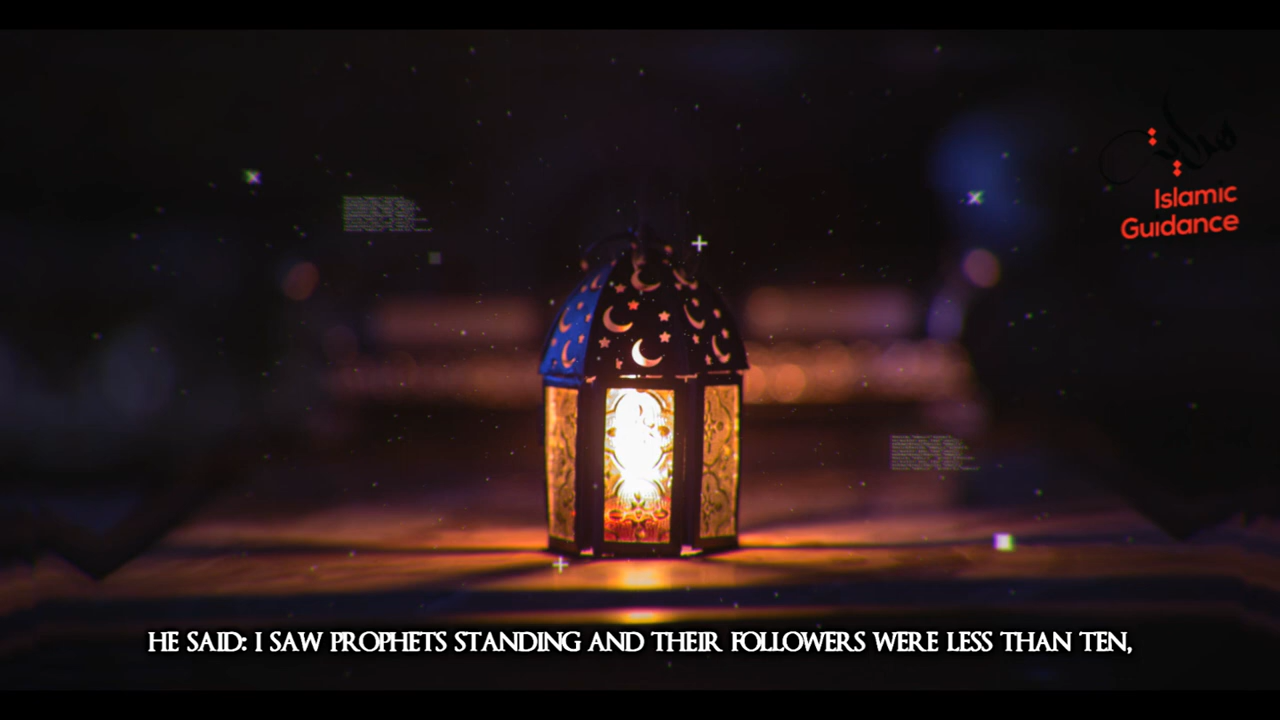 Islamic
Guidance
HE SAID: I SAW PROPHETS STANDING AND THEIR FOLLOWERS WERE LESS THAN TEN,